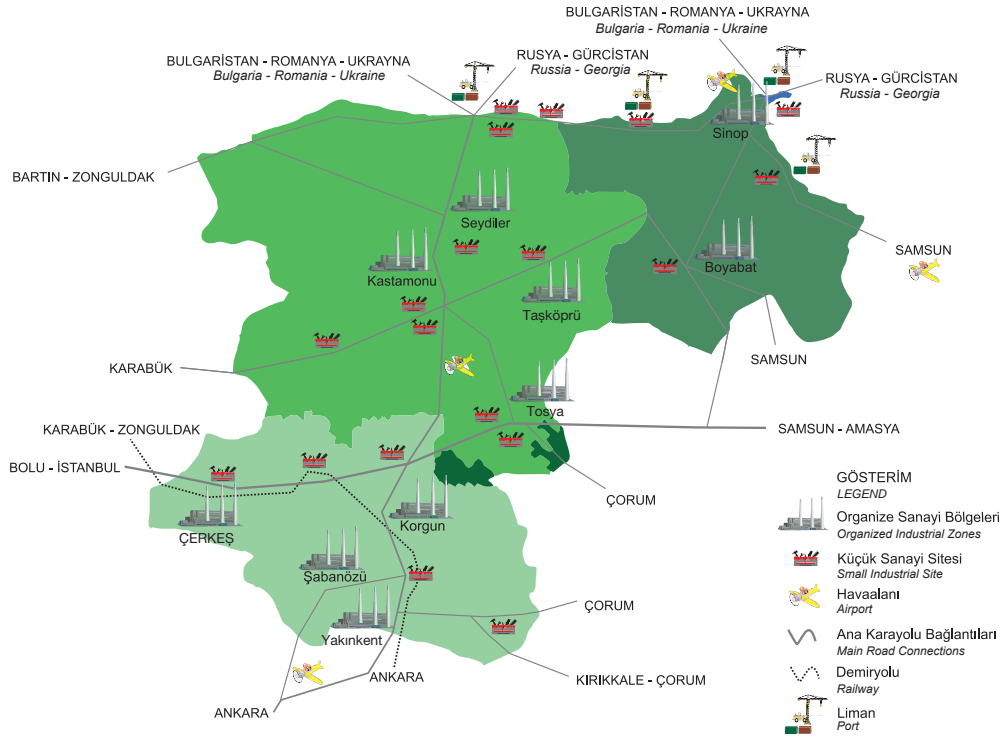 BULGARİSTAN - ROMANYA - UKRAYNA
Bulgaria - Romania - Ukraine
BULGARİSTAN - ROMANYA - UKRAYNA
Bulgaria - Romania - Ukraine
RUSYA - GÜRCİSTAN
Russia - Georgia
RUSYA - GÜRCİSTAN
Russia - Georgia
Sinop
BARTIN - ZONGULDAK
Seydiler
SAMSUN
Boyabat
Kastamonu
Taşköprü
SAMSUN
KARABÜK
Tosya
KARABÜK - ZONGULDAK
SAMSUN - AMASYA
BOLU - İSTANBUL
ÇORUM
Korgun
ÇERKEŞ
Şabanözü
ÇORUM
Yakınkent
ANKARA
KIRIKKALE - ÇORUM
ANKARA
GÖSTERİM
LEGEND
Organize Sanayi Bölgeleri
Organized Industrial Zones
Küçük Sanayi Sitesi
Small Industrial Site
Havaalanı
Airport
Ana Karayolu Bağlantıları
Main Road Connections
Demiryolu
Railway
Liman
Port